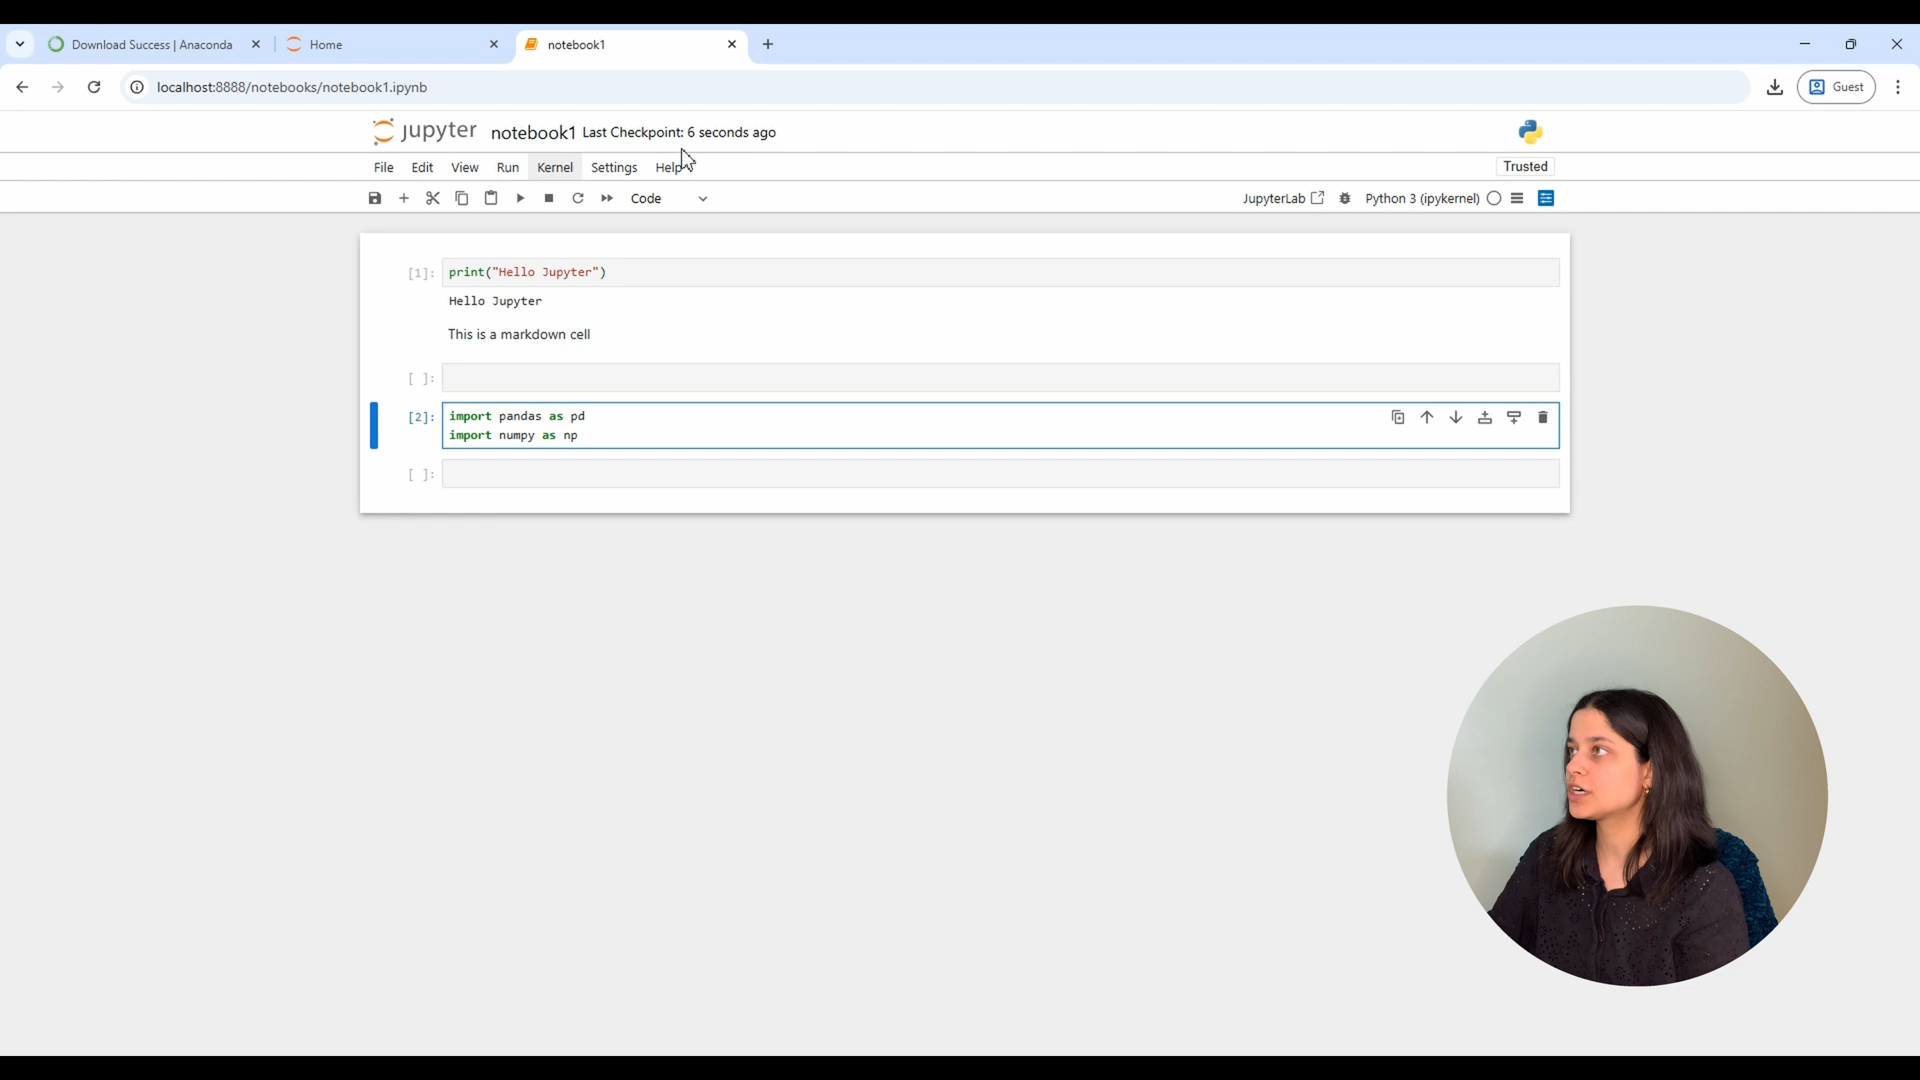 Download Success | Anaconda
Home
notebook1
localhost:8888/notebooks/notebook1.ipynb
Guest
jupyter
notebook1
Last Checkpoint: 6 seconds ago
File Edit View Run Kernel Settings Help
Trusted
Code
JupyterLab
Python 3 (ipykernel)
[1]:
print("Hello Jupyter")
Hello Jupyter
This is a markdown cell
[ ]:
[2]:
import pandas as pd
import numpy as np
[ ]: